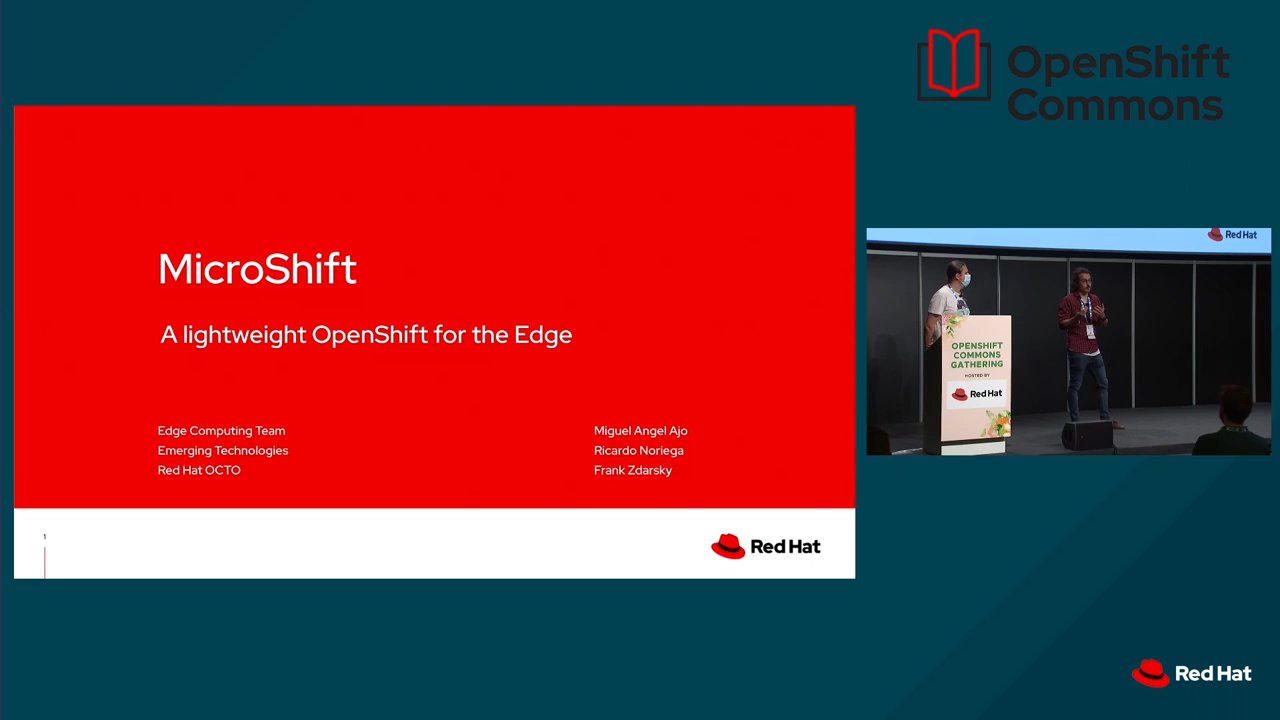 OpenShift
Commons
MicroShift
A lightweight OpenShift for the Edge
Edge Computing Team
Emerging Technologies
Red Hat OCTO
Miguel Angel Ajo
Ricardo Noriega
Frank Zdarsky
1
Red Hat
Red Hat
OPENSHIFT
COMMONS
GATHERING
HOSTED BY
Red Hat
Red Hat